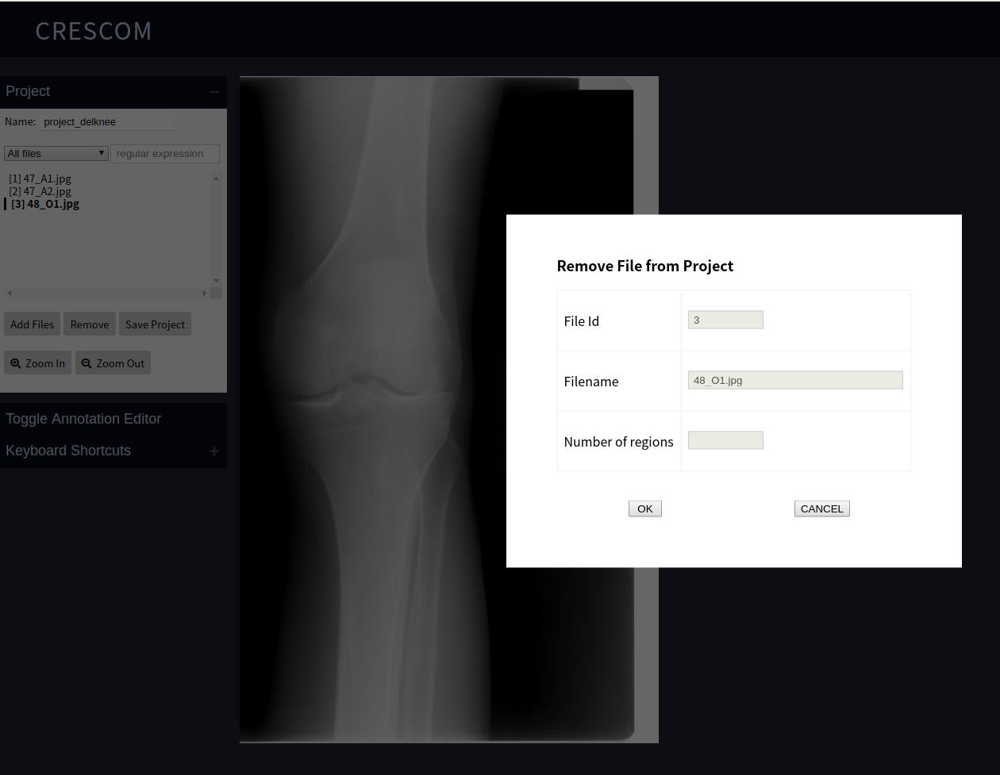 CRESCOM
Project
Name: project_delknee
All files
regular expression
[1] 47_A1.jpg
[2] 47_A2.jpg
[3] 48_O1.jpg
Add Files
Remove
Save Project
Zoom In
Zoom Out
Toggle Annotation Editor
Keyboard Shortcuts
Remove File from Project
File Id 3
Filename 48_O1.jpg
Number of regions
OK
CANCEL